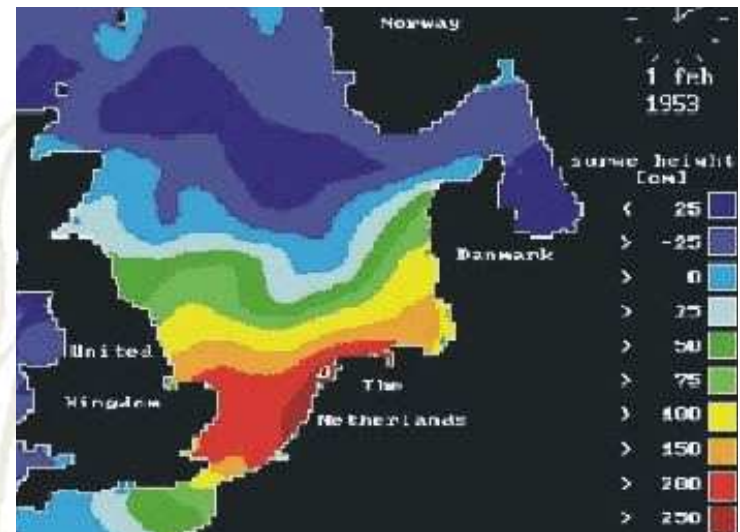 Norway
1 feb
1953
surge height
[cm]
< 25
> -25
> 0
> 25
> 50
> 75
> 100
> 150
> 200
> 250
Danmark
United
Kingdom
The
Netherlands